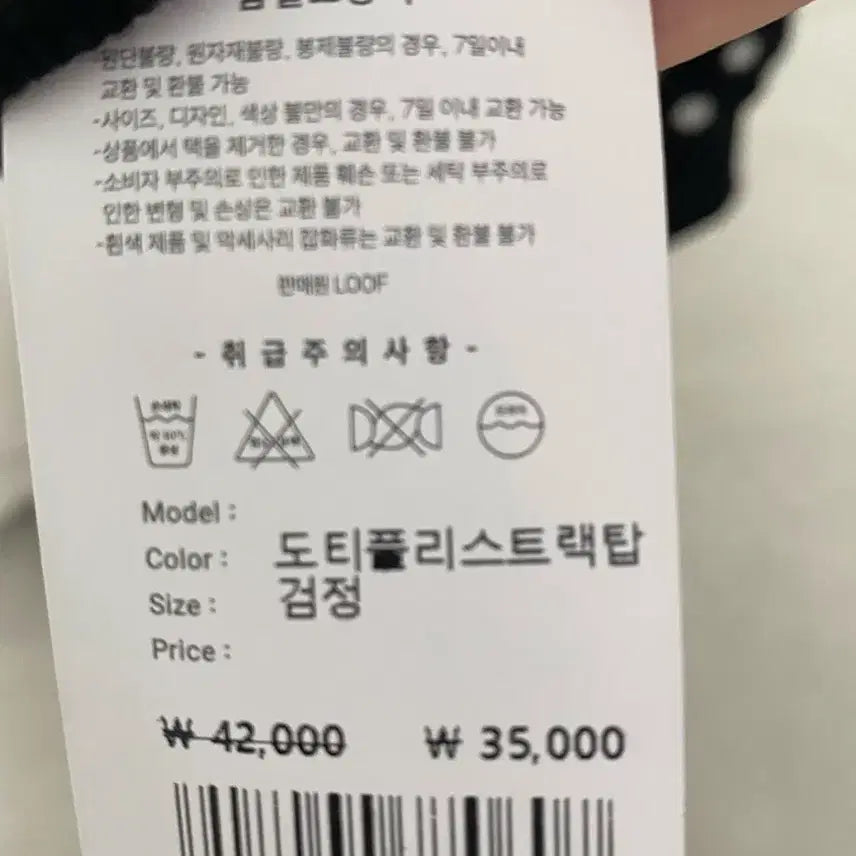 -원단불량, 원자재불량, 봉제불량의 경우, 7일이내
교환 및 환불 가능
-사이즈, 디자인, 색상 불만의 경우, 7일 이내 교환 가능
-상품에서 택을 제거한 경우, 교환 및 환불 불가
-소비자 부주의로 인한 제품 훼손 또는 세탁 부주의로
인한 변형 및 손상은 교환 불가
-흰색 제품 및 악세사리 잡화류는 교환 및 환불 불가
판매원 LOOF
- 취급주의사항 -
Model :
Color : 도티플리스트랙탑
Size : 검정
Price :
₩ 42,000 ₩ 35,000